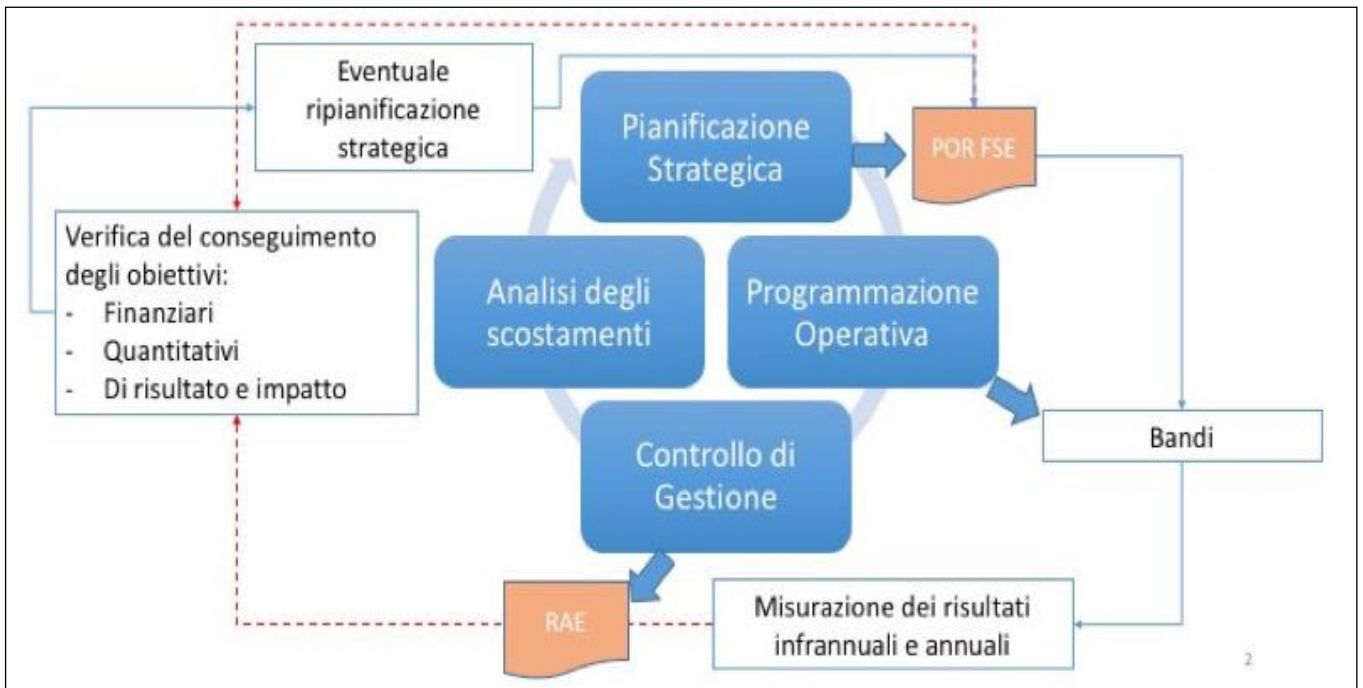 Eventuale
ripianificazione
strategica
Pianificazione
Strategica
POR FSE
Verifica del conseguimento
degli obiettivi:
- Finanziari
- Quantitativi
- Di risultato e impatto
Analisi degli
scostamenti
Programmazione
Operativa
Controllo di
Gestione
Bandi
RAE
Misurazione dei risultati
infrannuali e annuali
2